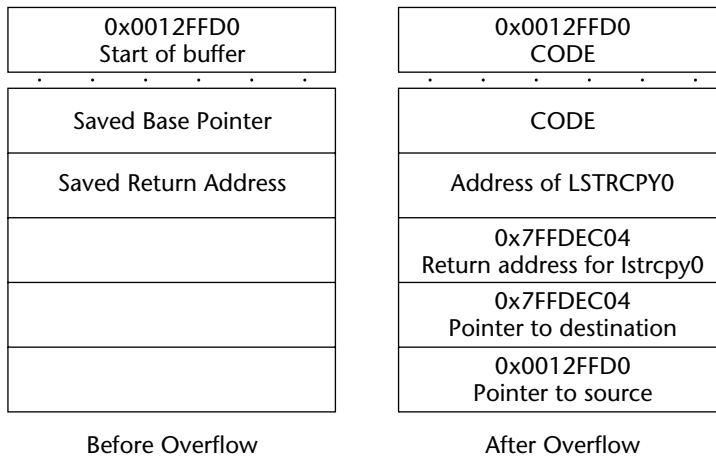 0x0012FFD0
Start of buffer
Saved Base Pointer
Saved Return Address
Before Overflow
0x0012FFD0
CODE
CODE
Address of LSTRCPY0
0x7FFDEC04
Return address for Istrcpy0
0x7FFDEC04
Pointer to destination
0x0012FFD0
Pointer to source
After Overflow